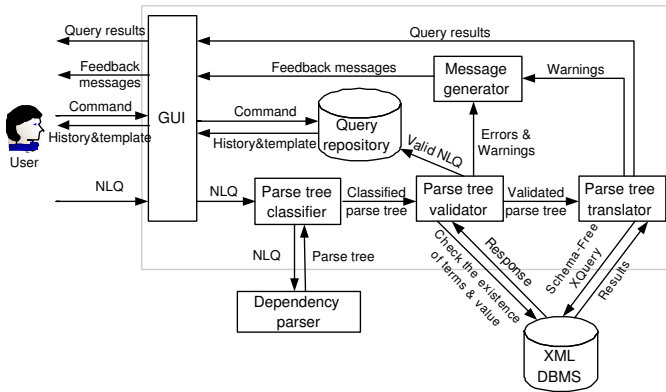 Query results
Query results
Feedback
messages
Feedback messages
Message
generator
Warnings
Command
History&template
User
GUI
Command
History&template
Query
repository
Valid NLQ
Errors &
Warnings
NLQ
NLQ
Parse tree
classifier
Classified
parse tree
Parse tree
validator
Validated
parse tree
Parse tree
translator
NLQ
Parse tree
Dependency
parser
Check the existence
of terms & value
Response
Schema-Free
XQuery
Results
XML
DBMS